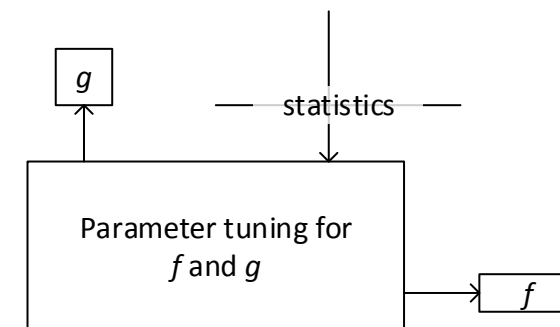 g
statistics
Parameter tuning for
f and g
f